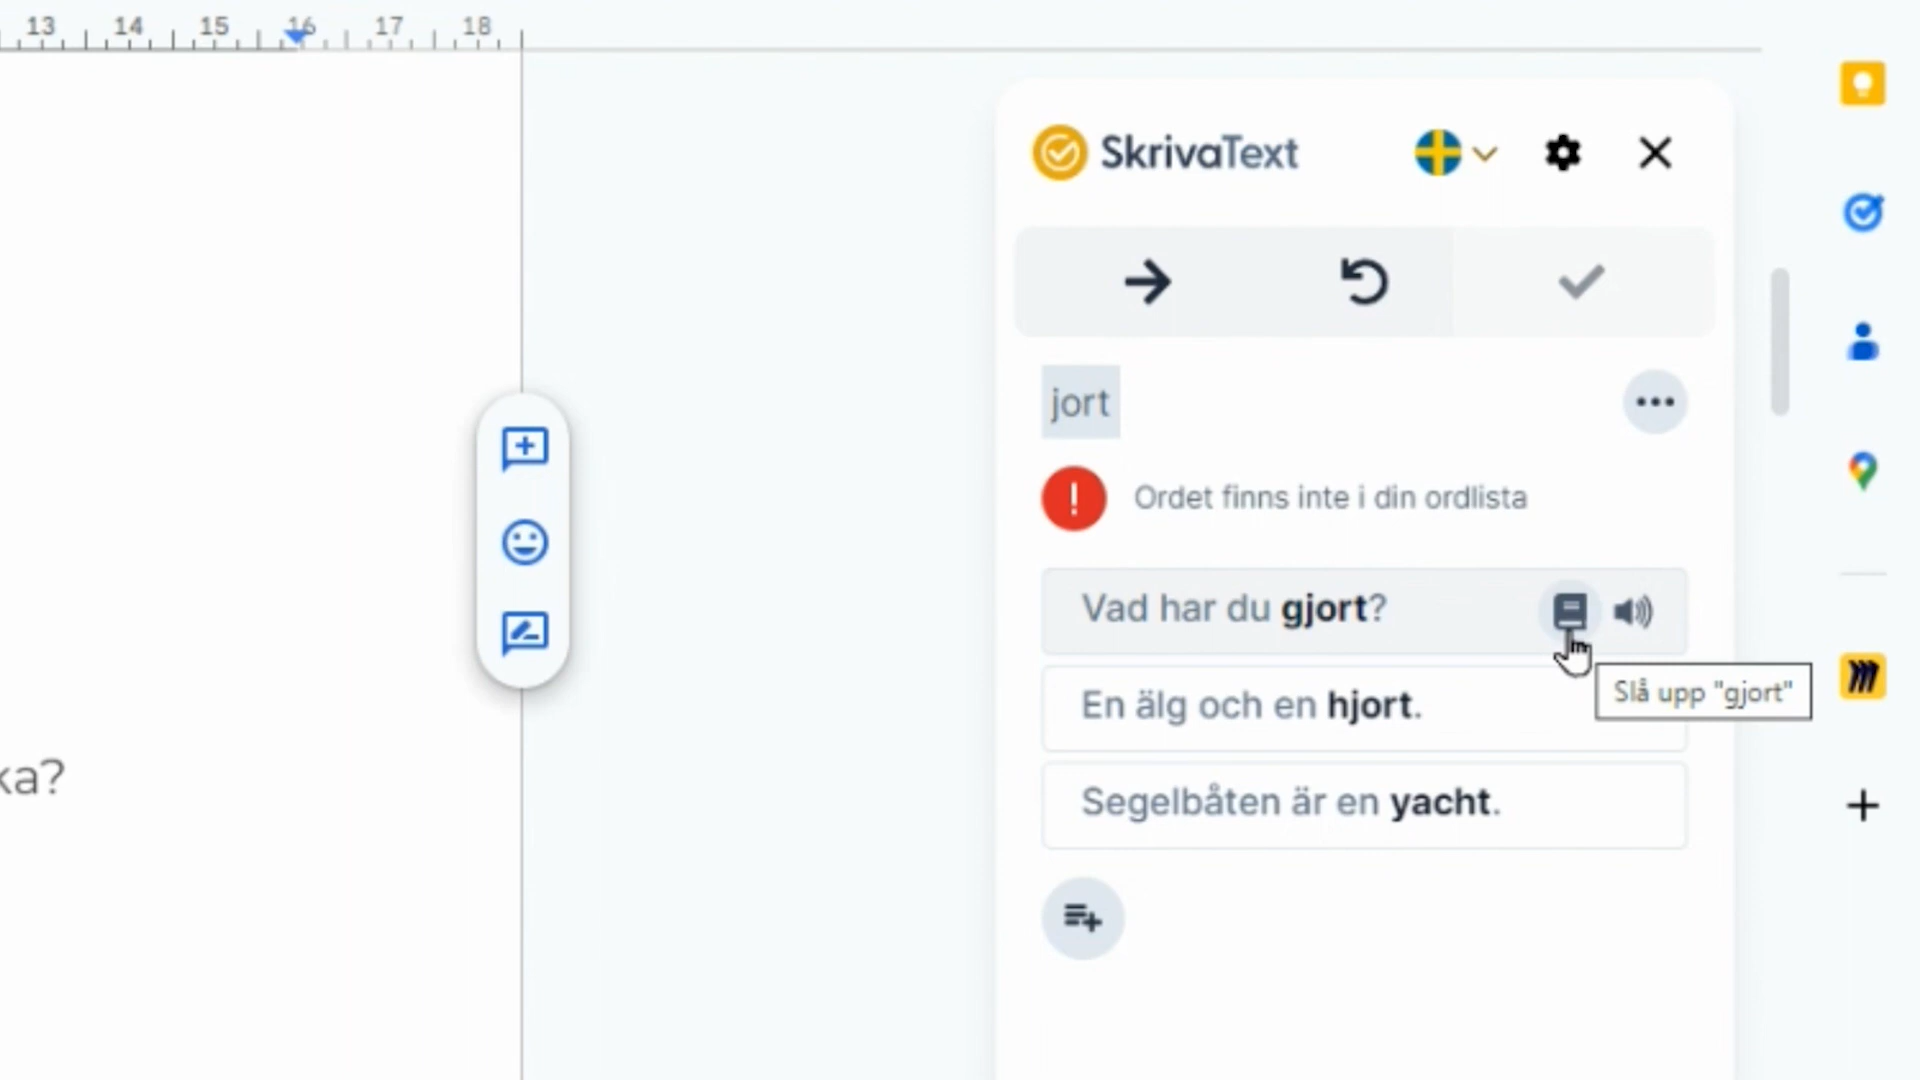 13 14 15 16 17 18
SkrivaText
jort
Ordet finns inte i din ordlista
Vad har du gjort?
Slå upp "gjort"
En älg och en hjort.
ka?
Segelbåten är en yacht.